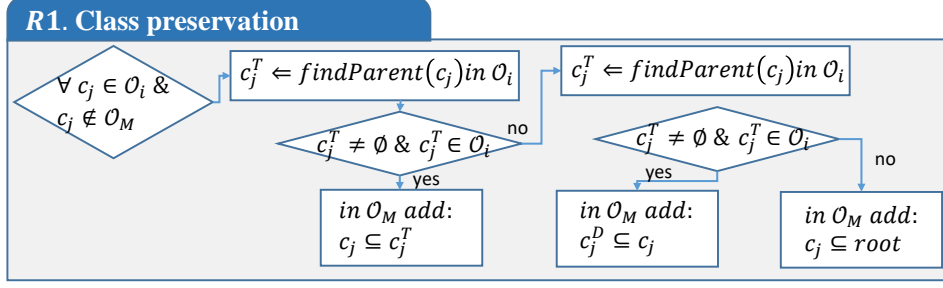 R1. Class preservation
∀ c_j ∈ O_i &
c_j ∉ O_M
c_j^T ⇐ findParent(c_j)in O_i
c_j^T ≠ ∅ & c_j^T ∈ O_i
no
yes
in O_M add:
c_j ⊆ c_j^T
c_j^T ⇐ findParent(c_j)in O_i
c_j^T ≠ ∅ & c_j^T ∈ O_i
no
yes
in O_M add:
c_j^D ⊆ c_j
in O_M add:
c_j ⊆ root